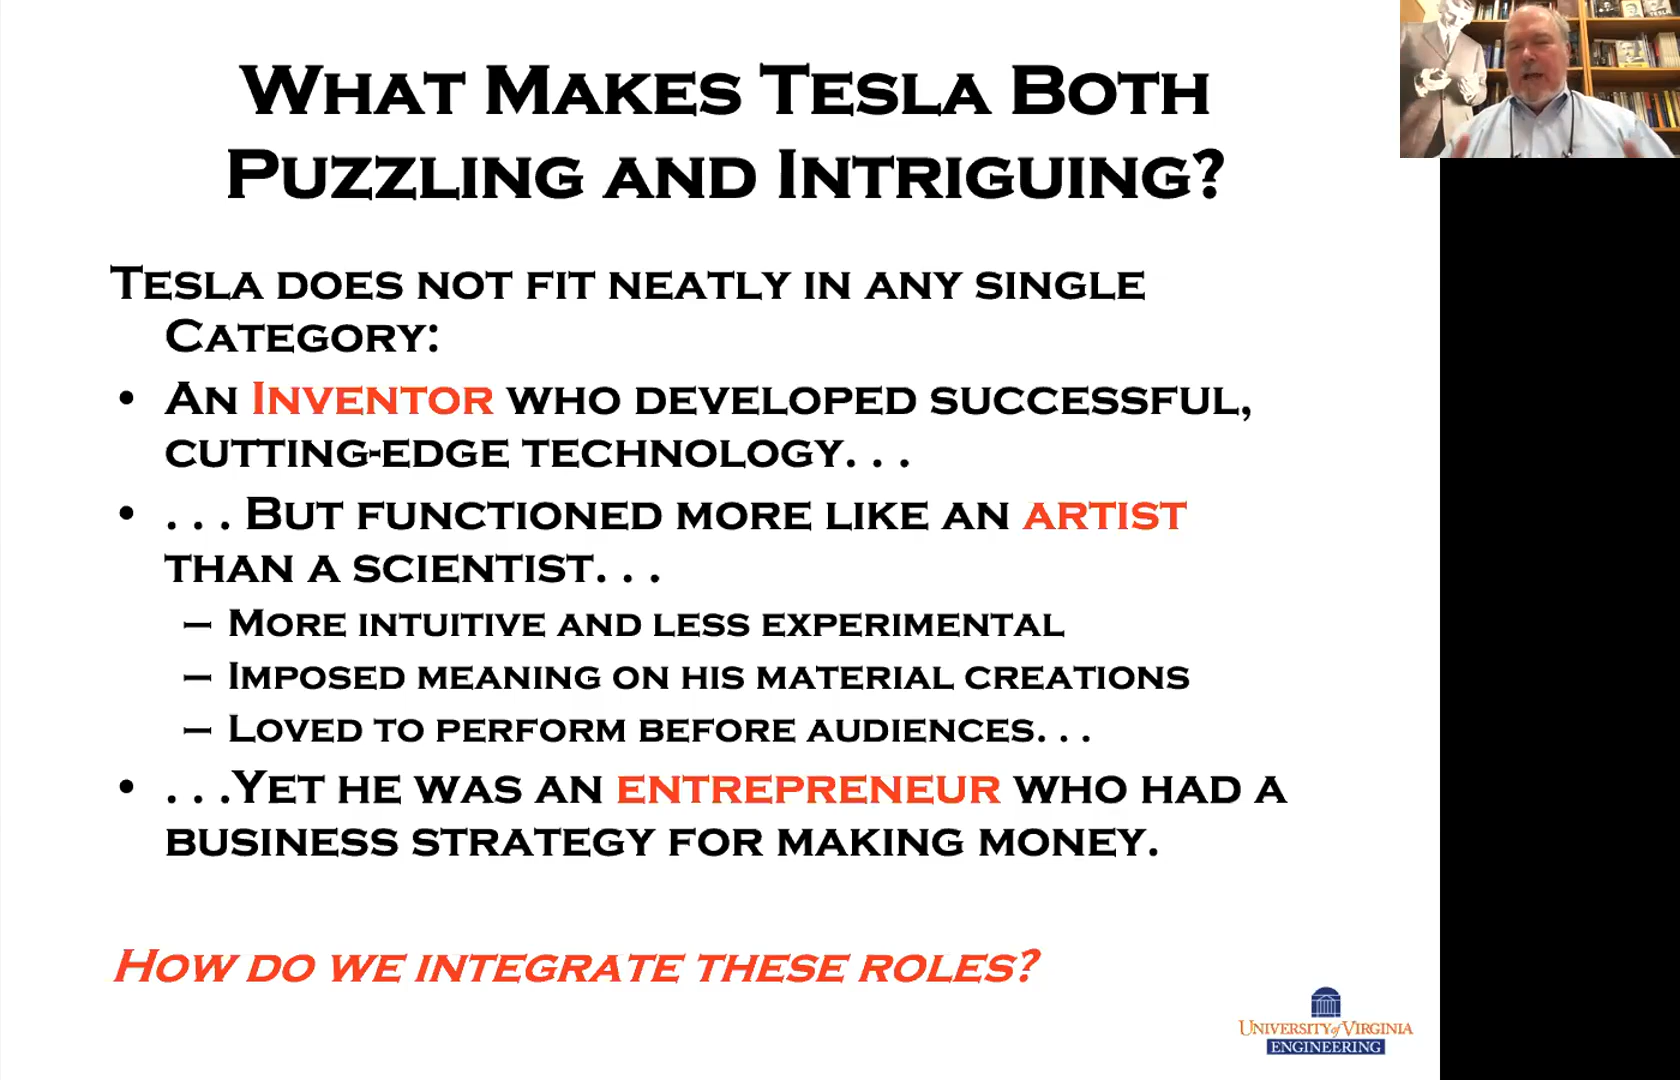 What Makes Tesla Both
Puzzling and Intriguing?
Tesla does not fit neatly in any single
Category:
• An Inventor who developed successful,
cutting-edge technology. . .
• . . . But functioned more like an artist
than a scientist. . .
– More intuitive and less experimental
– Imposed meaning on his material creations
– Loved to perform before audiences. . .
• . . .Yet he was an entrepreneur who had a
business strategy for making money.
How do we integrate these roles?
University of Virginia
ENGINEERING